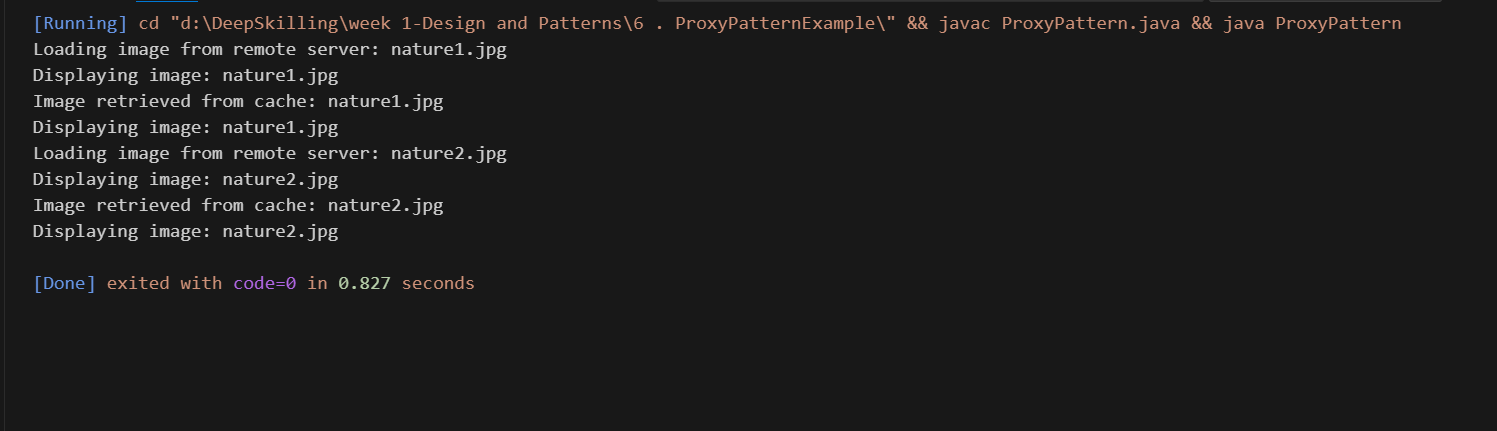 [Running] cd "d:\DeepSkilling\week 1-Design and Patterns\6 . ProxyPatternExample\" && javac ProxyPattern.java && java ProxyPattern
Loading image from remote server: nature1.jpg
Displaying image: nature1.jpg
Image retrieved from cache: nature1.jpg
Displaying image: nature1.jpg
Loading image from remote server: nature2.jpg
Displaying image: nature2.jpg
Image retrieved from cache: nature2.jpg
Displaying image: nature2.jpg
[Done] exited with code=0 in 0.827 seconds